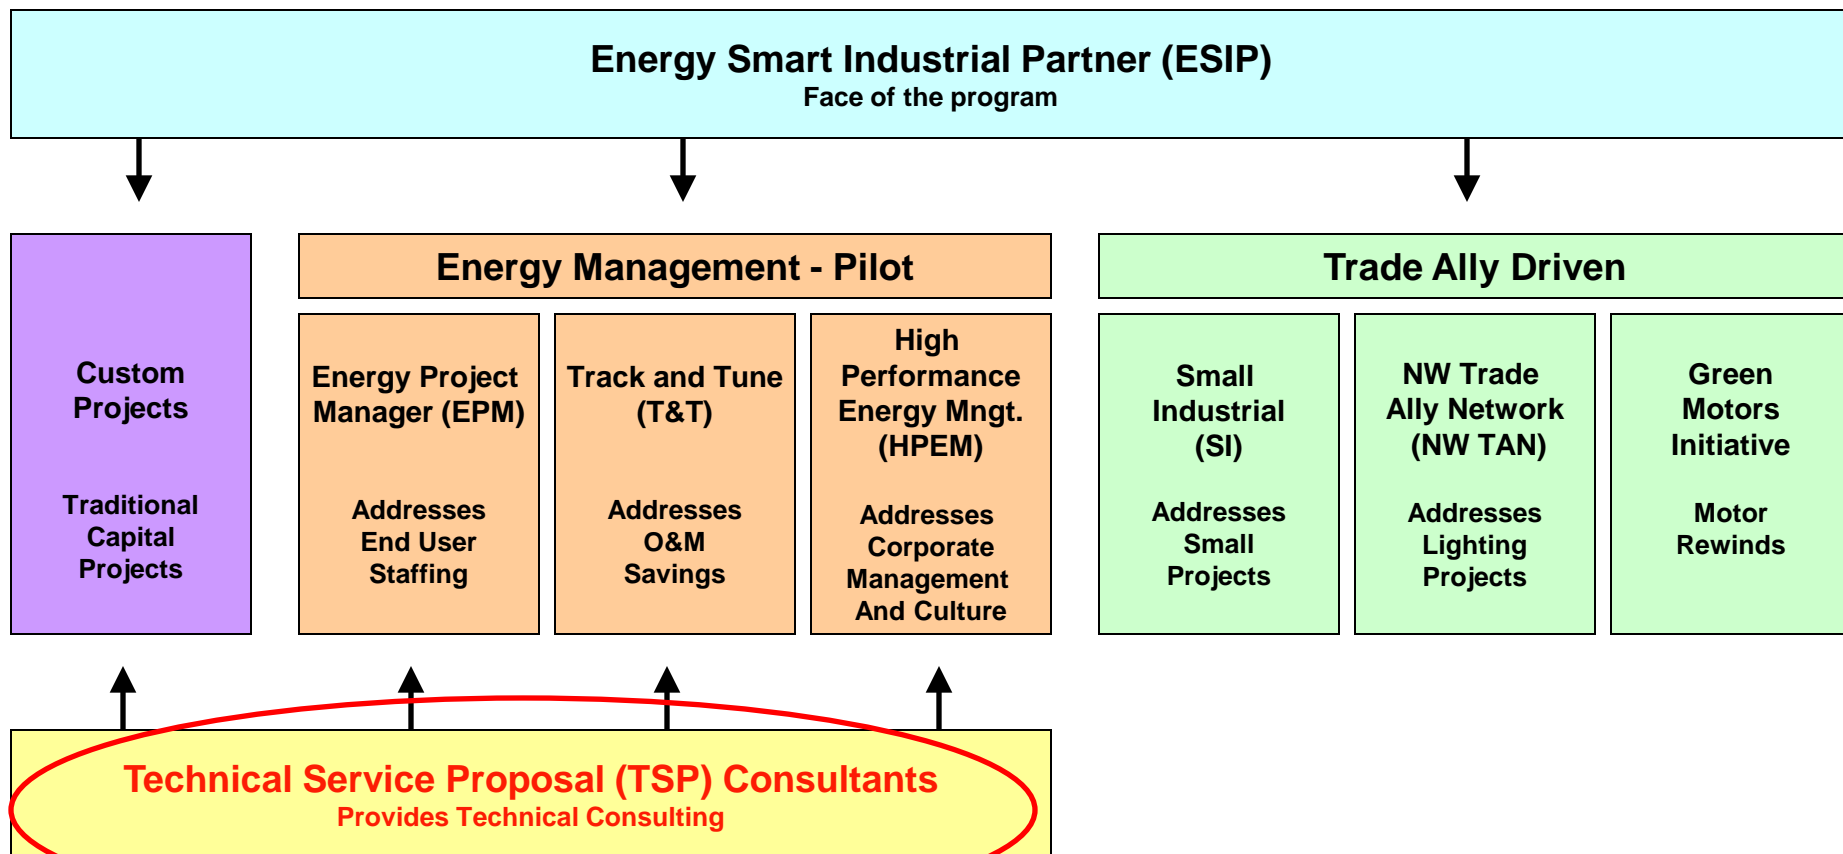 Energy Smart Industrial Partner (ESIP)
Face of the program
Custom
Projects
Traditional
Capital
Projects
Energy Management - Pilot
Energy Project
Manager (EPM)
Addresses
End User
Staffing
Track and Tune
(T&T)
Addresses
O&M
Savings
High
Performance
Energy Mngt.
(HPEM)
Addresses
Corporate
Management
And Culture
Trade Ally Driven
Small
Industrial
(SI)
Addresses
Small
Projects
NW Trade
Ally Network
(NW TAN)
Addresses
Lighting
Projects
Green
Motors
Initiative
Motor
Rewinds
Technical Service Proposal (TSP) Consultants
Provides Technical Consulting